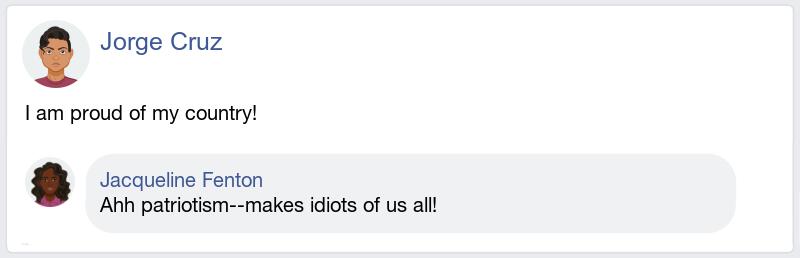 Jorge Cruz
I am proud of my country!
Jacqueline Fenton
Ahh patriotism--makes idiots of us all!